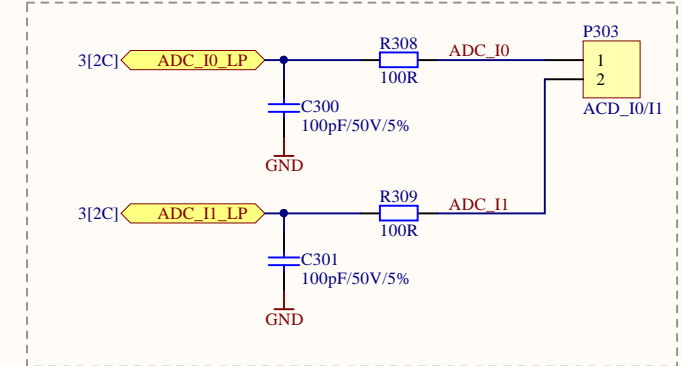 P303
R308
3[2C] ADC_I0_LP ADC_I0 1
100R 2
C300 ACD_I0/I1
100pF/50V/5%
GND
R309
3[2C] ADC_I1_LP ADC_I1
100R
C301
100pF/50V/5%
GND